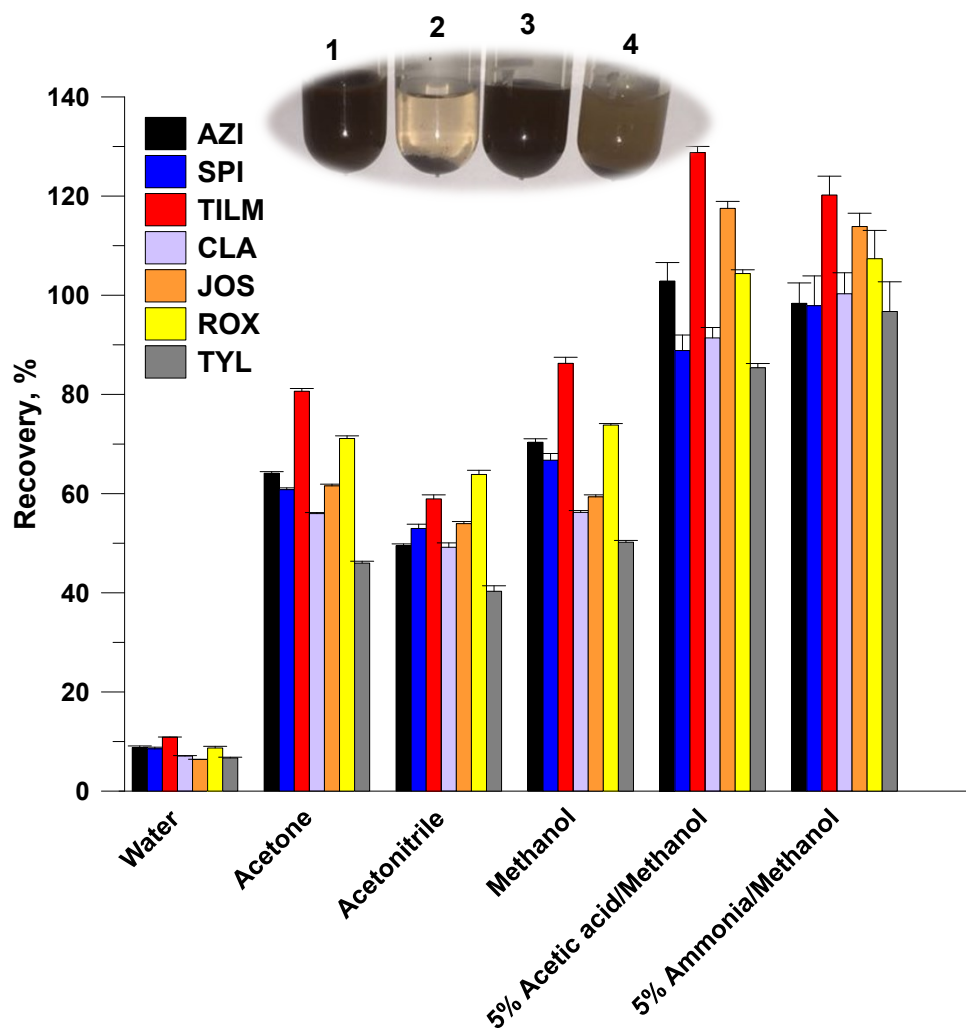 1 2 3 4
140
120
100
80
60
40
20
0
Recovery, %
AZI
SPI
TILM
CLA
JOS
ROX
TYL
Water
Acetone
Acetonitrile
Methanol
5% Acetic acid/Methanol
5% Ammonia/Methanol